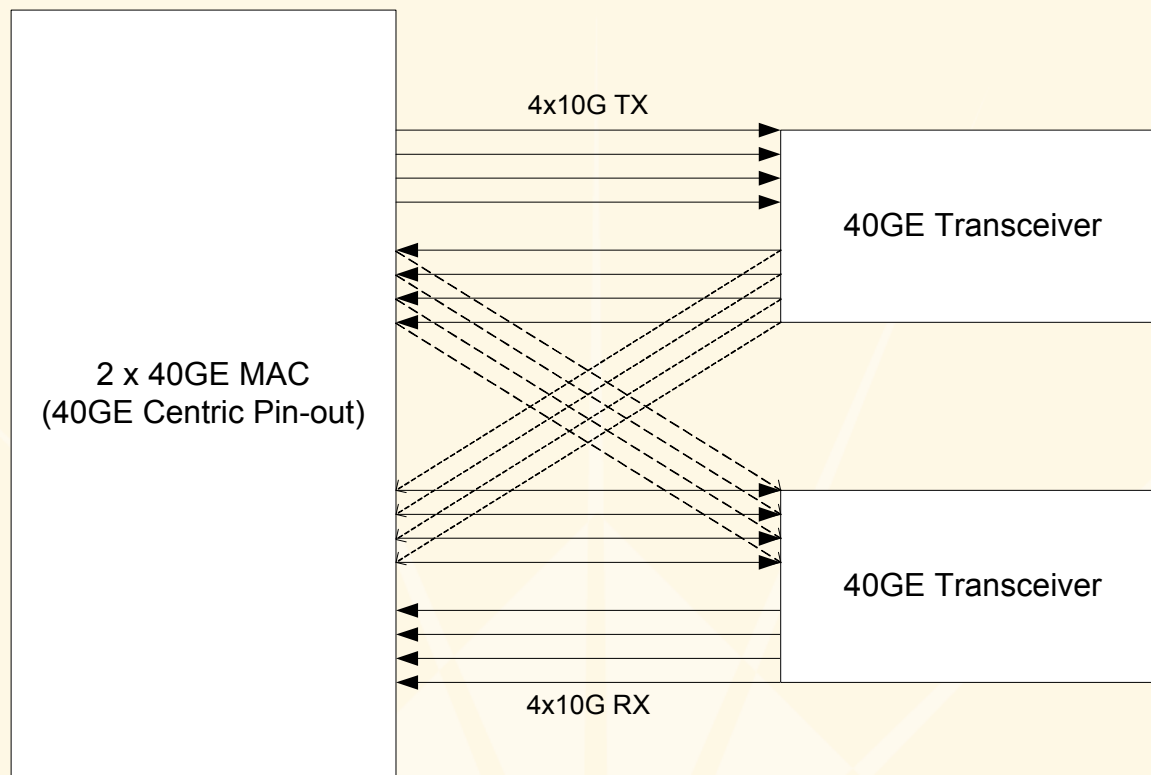 4x10G TX
40GE Transceiver
2 x 40GE MAC
(40GE Centric Pin-out)
40GE Transceiver
4x10G RX